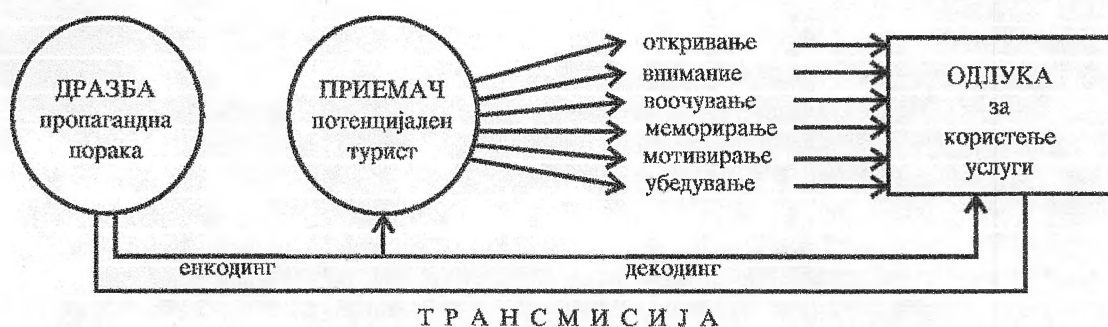 ДРАЗБА
пропагандна
порака
ПРИЕМАЧ
потенцијален
турист
откривање
внимание
воочување
меморирање
мотивирање
убедување
ОДЛУКА
за
користење
услуги
енкодинг
декодинг
ТРАНСМИСИЈА